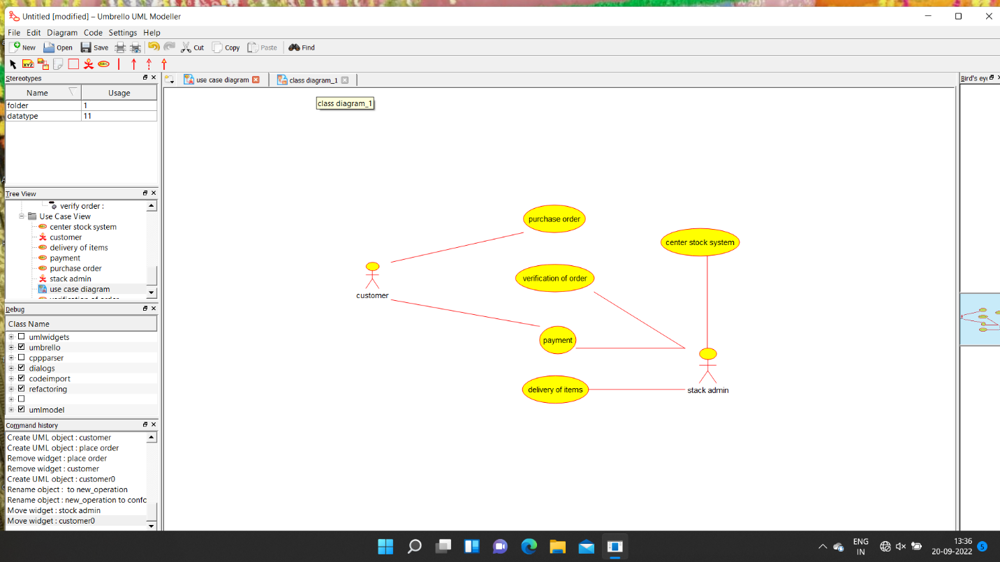 Untitled [modified] – Umbrello UML Modeller
File Edit Diagram Code Settings Help
New Open Save Cut Copy Paste Find
XYZ ABC
Stereotypes
Name Usage
folder 1
datatype 11
use case diagram class diagram_1
class diagram_1
Bird's ey
Tree View
verify order :
Use Case View
center stock system
customer
delivery of items
payment
purchase order
stack admin
use case diagram
verification of order
Debug
Class Name
umlwidgets
umbrello
cppparser
dialogs
codeimport
refactoring
umlmodel
Command history
Create UML object : customer
Create UML object : place order
Remove widget : place order
Remove widget : customer
Create UML object : customer0
Rename object : to new_operation
Rename object : new_operation to confc
Move widget : stock admin
Move widget : customer0
purchase order
center stock system
verification of order
customer
payment
delivery of items
stack admin
ENG
IN
13:36
20-09-2022
5